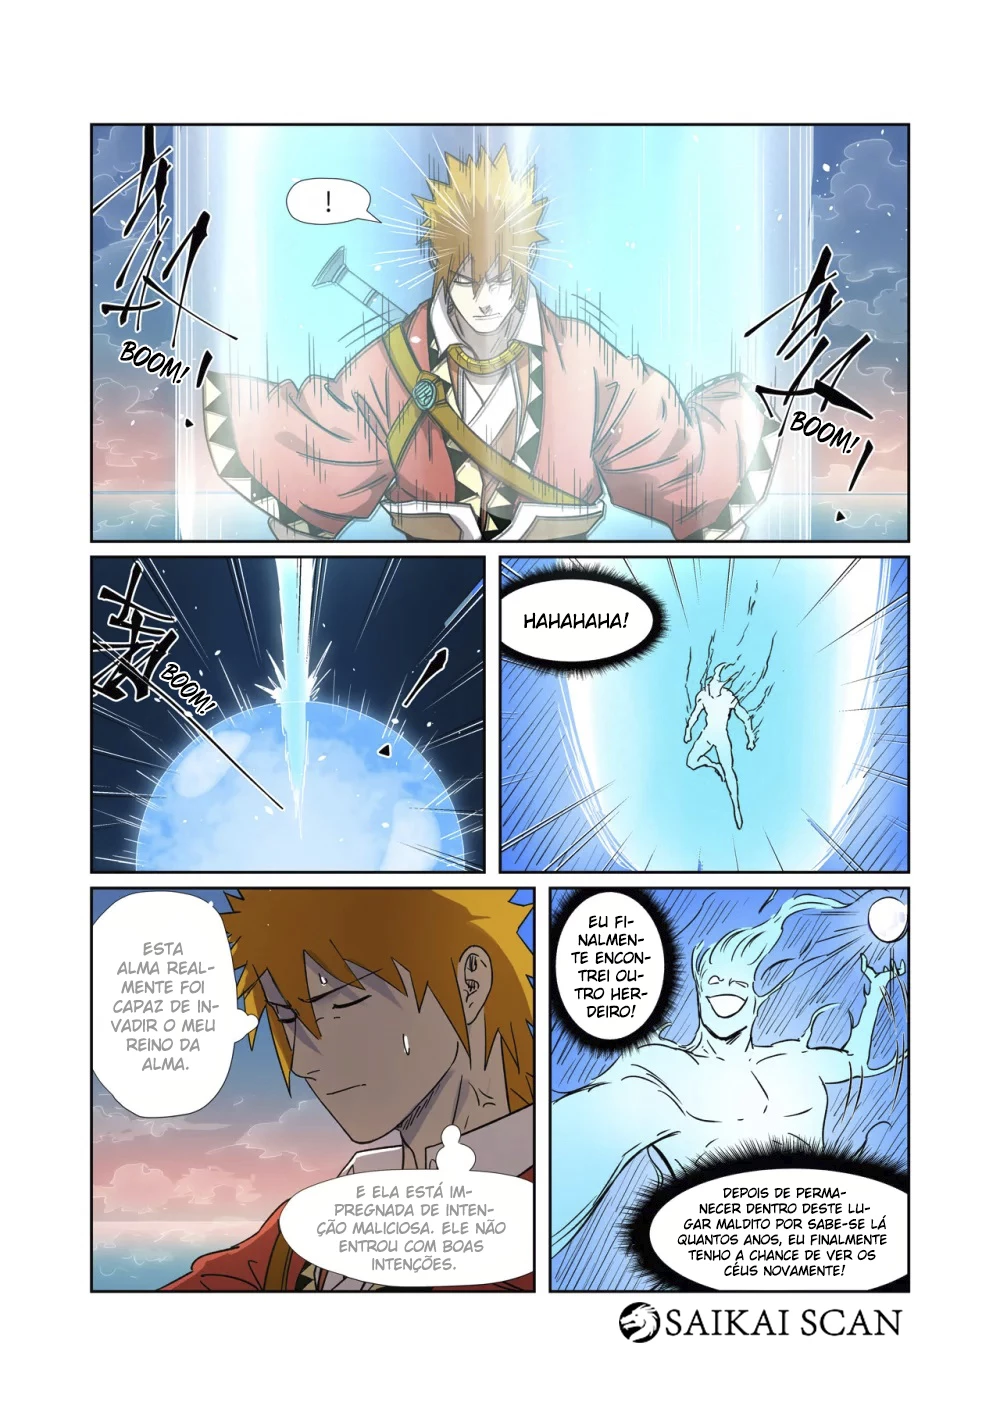 !
BOOM!
BOOM!
BOOM!
HAHAHAHA!
ESTA
ALMA REAL-
MENTE FOI
CAPAZ DE IN-
VADIR O MEU
REINO DA
ALMA.
E ELA ESTÁ IM-
PREGNADA DE INTEN-
ÇÃO MALICIOSA. ELE NÃO
ENTROU COM BOAS
INTENÇÕES.
EU FI-
NALMEN-
TE ENCON-
TREI OU-
TRO HER-
DEIRO!
DEPOIS DE PERMA-
NECER DENTRO DESTE LU-
GAR MALDITO POR SABE-SE LÁ
QUANTOS ANOS, EU FINALMENTE
TENHO A CHANCE DE VER OS
CÉUS NOVAMENTE!
SAIKAI SCAN